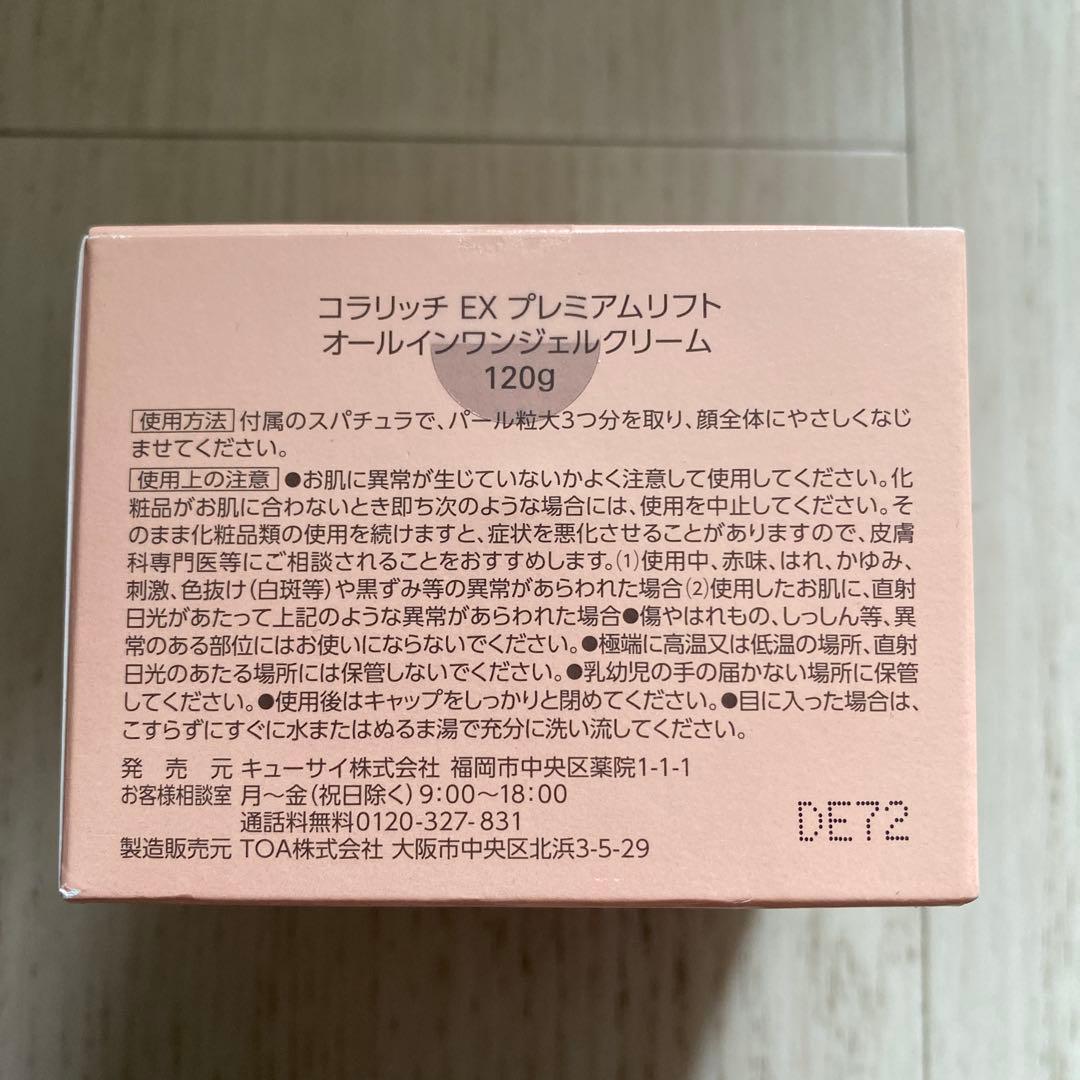 コラリッチ EX プレミアムリフト
オールインワンジェルクリーム
120g
使用方法 付属のスパチュラで、パール粒大3つ分を取り、顔全体にやさしくなじ
ませてください。
使用上の注意 ●お肌に異常が生じていないかよく注意して使用してください。化
粧品がお肌に合わないとき即ち次のような場合には、使用を中止してください。そ
のまま化粧品類の使用を続けますと、症状を悪化させることがありますので、皮膚
科専門医等にご相談されることをおすすめします。(1)使用中、赤味、はれ、かゆみ、
刺激、色抜け(白斑等)や黒ずみ等の異常があらわれた場合(2)使用したお肌に、直射
日光があたって上記のような異常があらわれた場合●傷やはれもの、しっしん等、異
常のある部位にはお使いにならないでください。●極端に高温又は低温の場所、直射
日光のあたる場所には保管しないでください。●乳幼児の手の届かない場所に保管
してください。●使用後はキャップをしっかりと閉めてください。●目に入った場合は、
こすらずにすぐに水またはぬるま湯で充分に洗い流してください。
発売元 キューサイ株式会社 福岡市中央区薬院1-1-1
お客様相談室 月~金(祝日除く)9:00~18:00
通話料無料0120-327-831
製造販売元 TOA株式会社 大阪市中央区北浜3-5-29
DE72